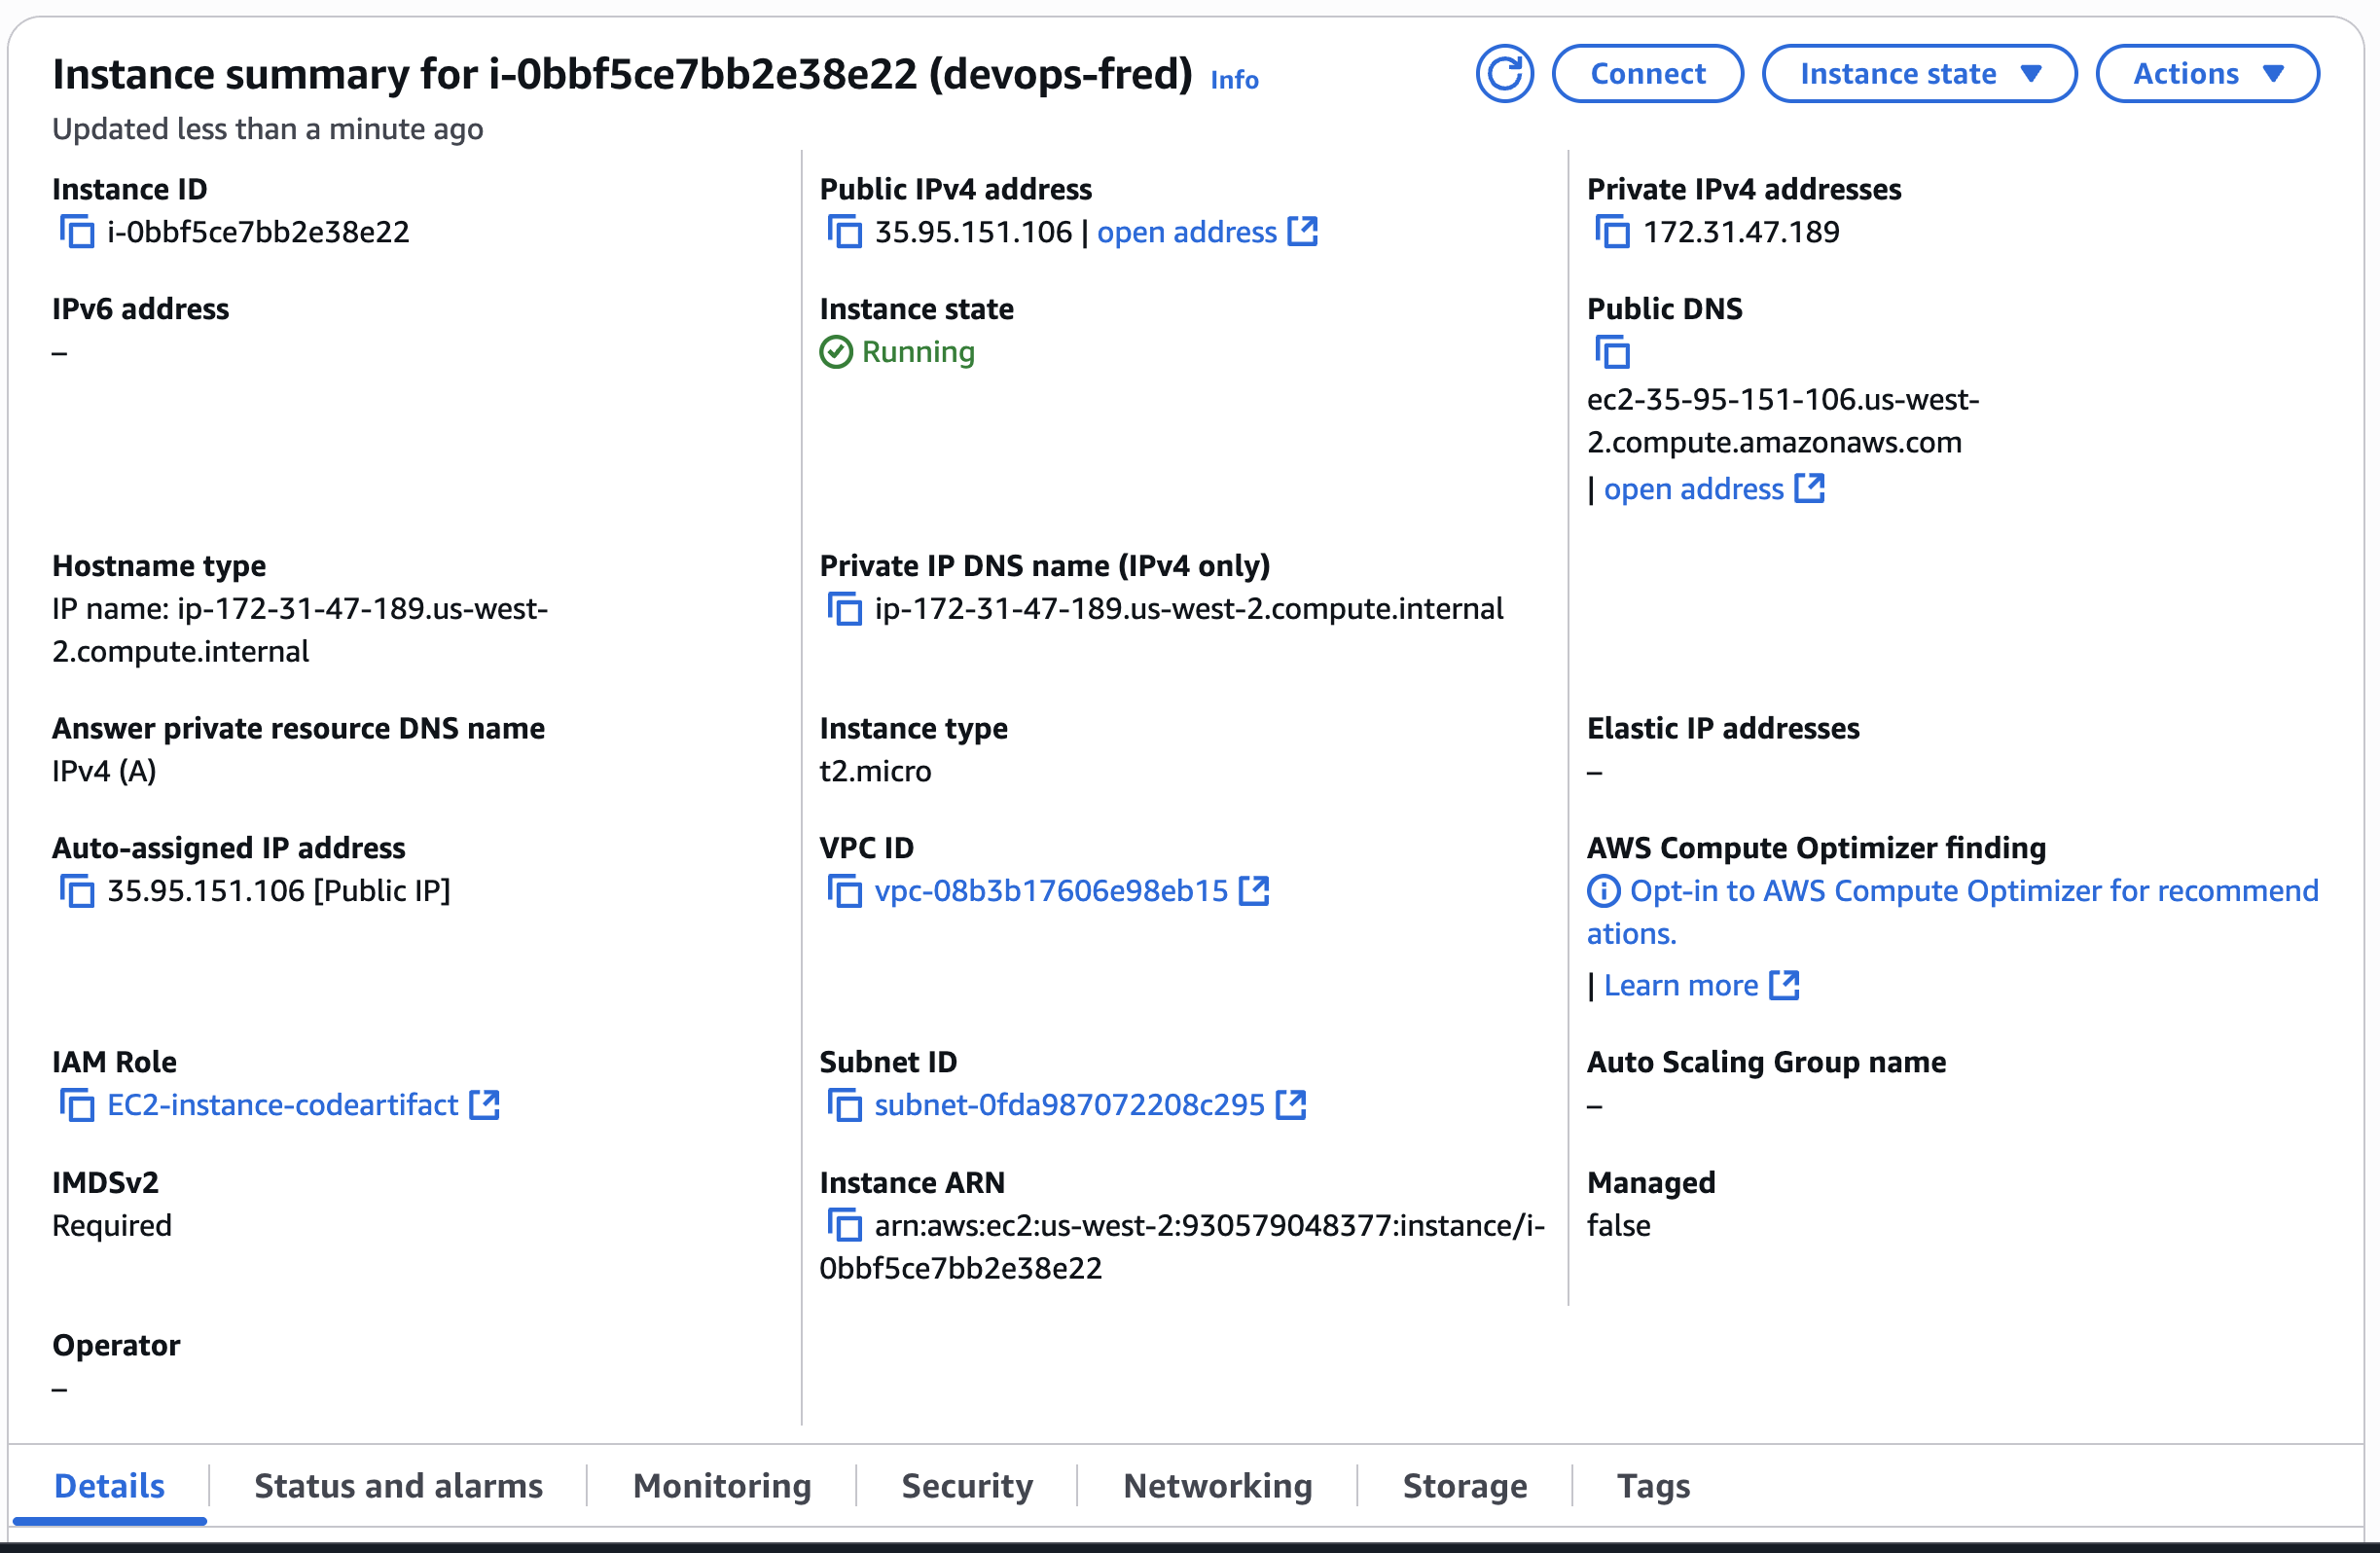 Instance summary for i-0bbf5ce7bb2e38e22 (devops-fred) Info
Connect
Instance state
Actions
Updated less than a minute ago
Instance ID
i-0bbf5ce7bb2e38e22
Public IPv4 address
35.95.151.106 | open address
Private IPv4 addresses
172.31.47.189
IPv6 address
–
Instance state
Running
Public DNS
ec2-35-95-151-106.us-west-
2.compute.amazonaws.com
| open address
Hostname type
IP name: ip-172-31-47-189.us-west-
2.compute.internal
Private IP DNS name (IPv4 only)
ip-172-31-47-189.us-west-2.compute.internal
Answer private resource DNS name
IPv4 (A)
Instance type
t2.micro
Elastic IP addresses
–
Auto-assigned IP address
35.95.151.106 [Public IP]
VPC ID
vpc-08b3b17606e98eb15
AWS Compute Optimizer finding
Opt-in to AWS Compute Optimizer for recommend
ations.
| Learn more
IAM Role
EC2-instance-codeartifact
Subnet ID
subnet-0fda987072208c295
Auto Scaling Group name
–
IMDSv2
Required
Instance ARN
arn:aws:ec2:us-west-2:930579048377:instance/i-
0bbf5ce7bb2e38e22
Managed
false
Operator
–
Details
Status and alarms
Monitoring
Security
Networking
Storage
Tags